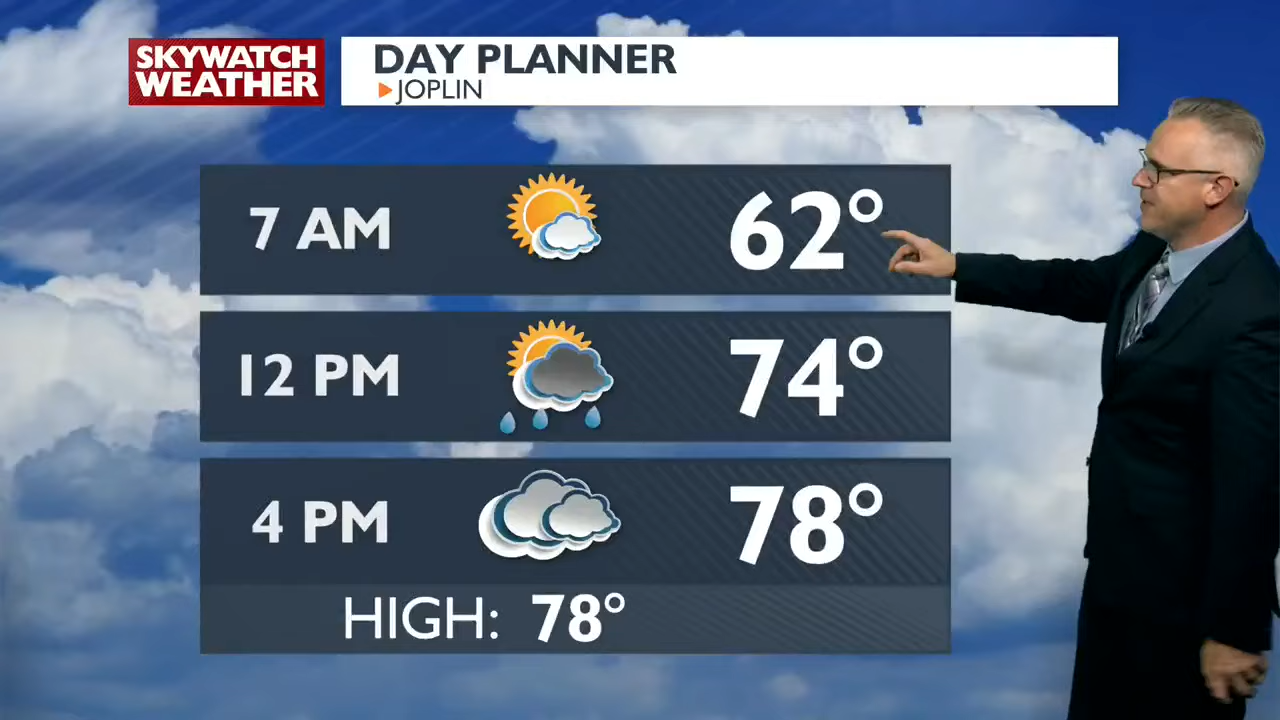 SKYWATCH
WEATHER
DAY PLANNER
JOPLIN
7 AM 62°
12 PM 74°
4 PM 78°
HIGH: 78°